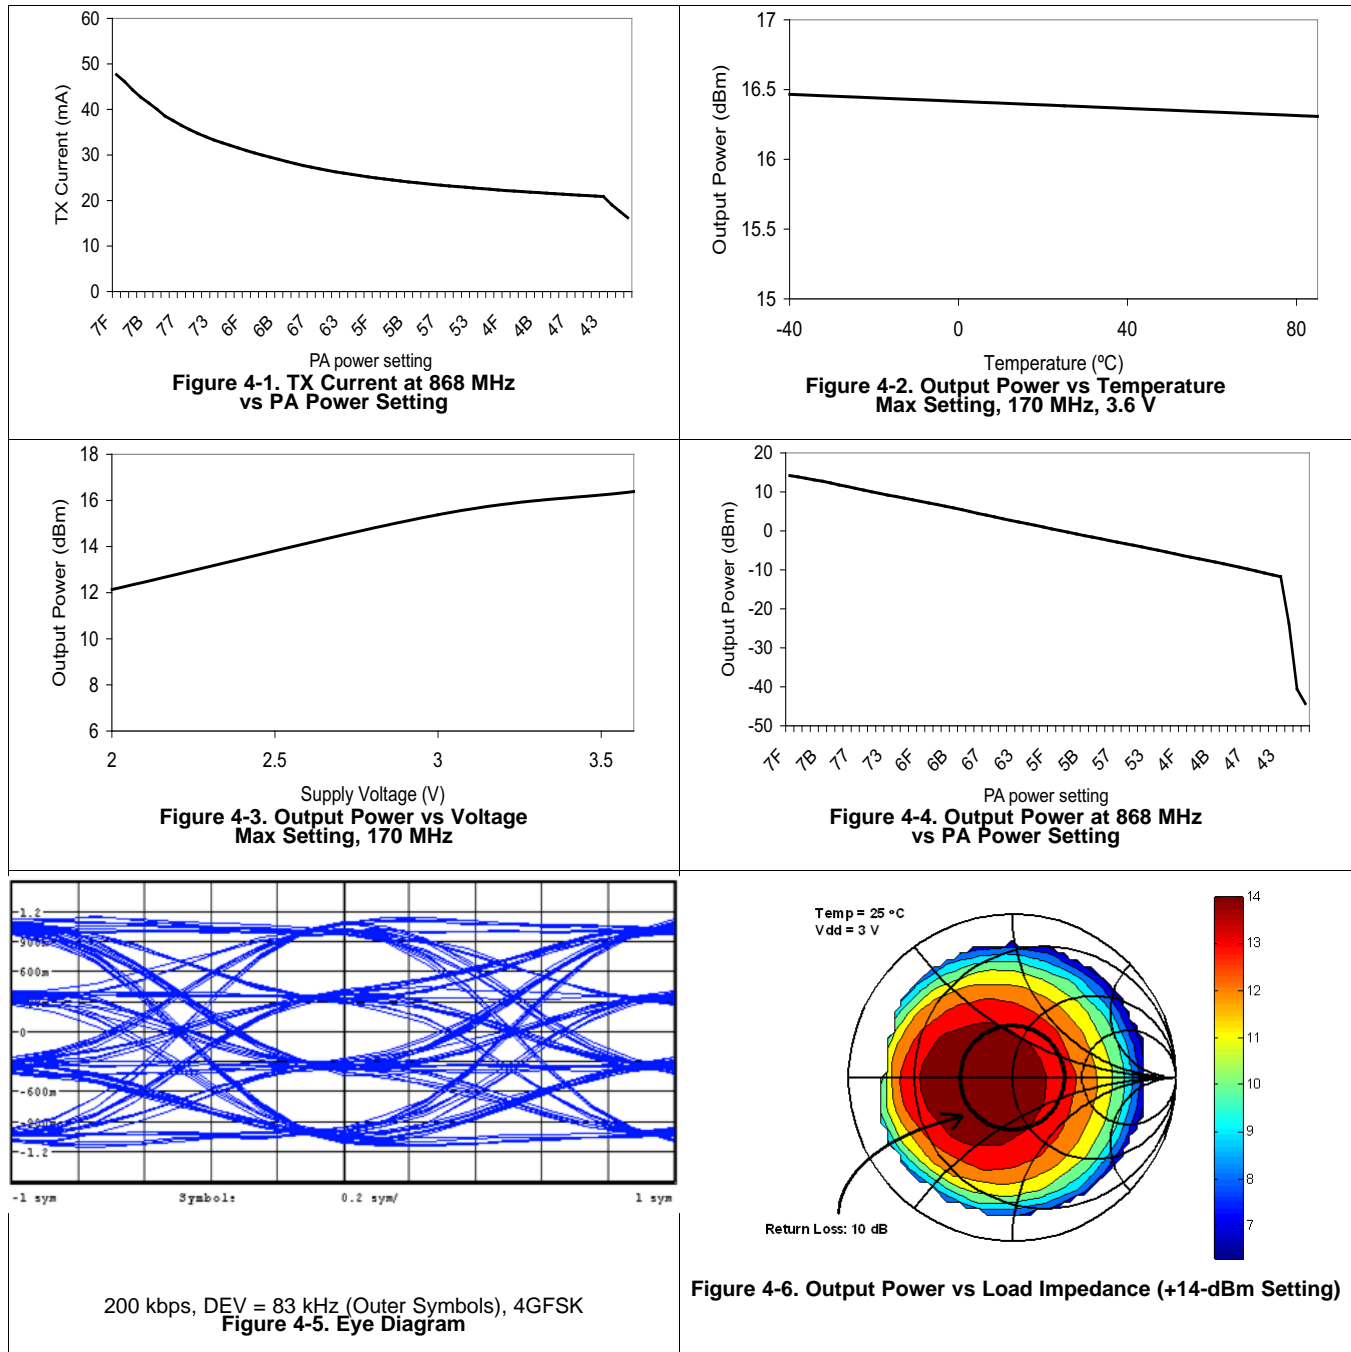 60
50
40
30
20
10
0
TX Current (mA)
7F 7B 77 73 6F 6B 67 63 5F 5B 57 53 4F 4B 47 43
PA power setting
Figure 4-1. TX Current at 868 MHz
vs PA Power Setting
17
16.5
16
15.5
15
Output Power (dBm)
-40 0 40 80
Temperature (ºC)
Figure 4-2. Output Power vs Temperature
Max Setting, 170 MHz, 3.6 V
18
16
14
12
10
8
6
Output Power (dBm)
2 2.5 3 3.5
Supply Voltage (V)
Figure 4-3. Output Power vs Voltage
Max Setting, 170 MHz
20
10
0
-10
-20
-30
-40
-50
Output Power (dBm)
7F 7B 77 73 6F 6B 67 63 5F 5B 57 53 4F 4B 47 43
PA power setting
Figure 4-4. Output Power at 868 MHz
vs PA Power Setting
1.2
600m
0
-600m
-1.2
-1 sym Symbols: 0.2 sym/ 1 sym
200 kbps, DEV = 83 kHz (Outer Symbols), 4GFSK
Figure 4-5. Eye Diagram
Temp = 25 ºC
Vdd = 3 V
Return Loss: 10 dB
14
13
12
11
10
9
8
7
Figure 4-6. Output Power vs Load Impedance (+14-dBm Setting)